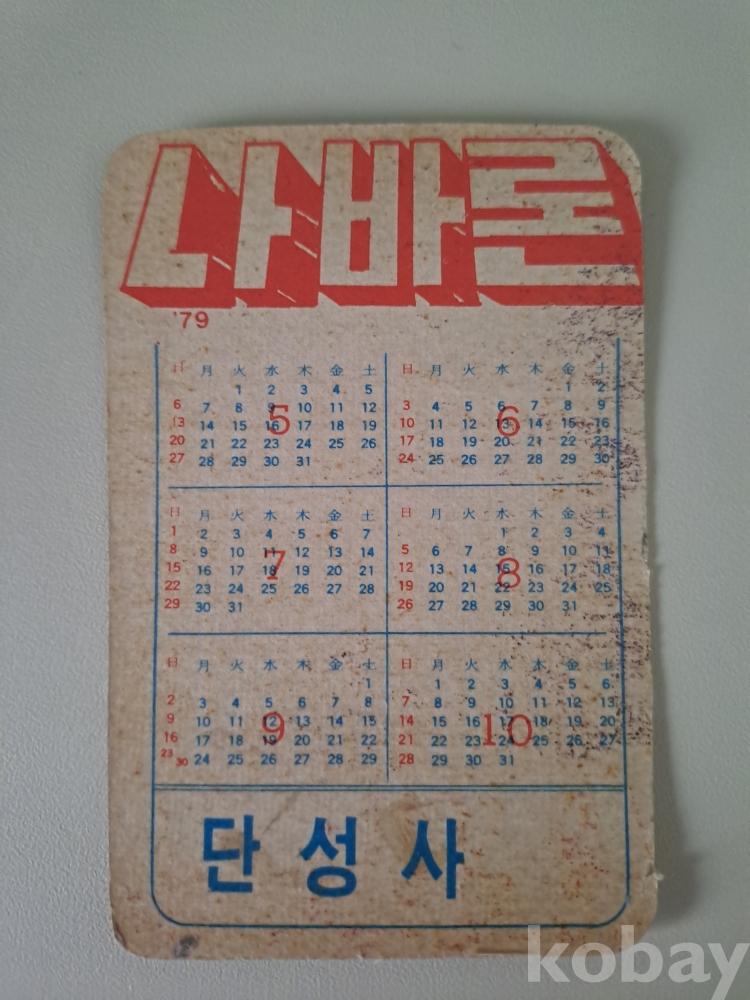 나바론
'79
日 月 火 水 木 金 土
1 2 3 4 5
6 7 8 9 10 11 12
13 14 15 16 17 18 19
20 21 22 23 24 25 26
27 28 29 30 31
5
日 月 火 水 木 金 土
1 2
3 4 5 6 7 8 9
10 11 12 13 14 15 16
17 18 19 20 21 22 23
24 25 26 27 28 29 30
6
日 月 火 水 木 金 土
1 2 3 4 5 6 7
8 9 10 11 12 13 14
15 16 17 18 19 20 21
22 23 24 25 26 27 28
29 30 31
7
日 月 火 水 木 金 土
1 2 3 4
5 6 7 8 9 10 11
12 13 14 15 16 17 18
19 20 21 22 23 24 25
26 27 28 29 30 31
8
日 月 火 水 木 金 土
1
2 3 4 5 6 7 8
9 10 11 12 13 14 15
16 17 18 19 20 21 22
23 30 24 25 26 27 28 29
9
日 月 火 水 木 金 土
1 2 3 4 5 6
7 8 9 10 11 12 13
14 15 16 17 18 19 20
21 22 23 24 25 26 27
28 29 30 31
10
단성사
kobay